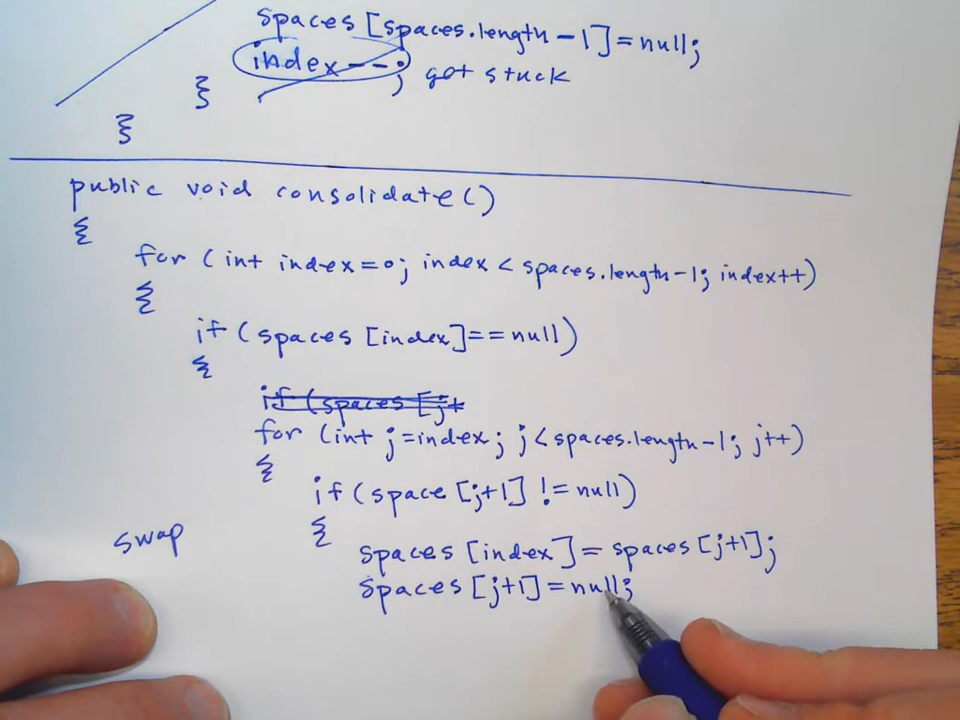 spaces [spaces.length-1]=null;
index--; got stuck
}
}
public void consolidate()
{
for (int index=0; index<spaces.length-1; index++)
{
if (spaces [index]==null)
{
if (spaces [j+
for (int j=index; j<spaces.length-1; j++)
{
if (space [j+1] != null)
{
swap
spaces [index]= spaces [j+1];
spaces [j+1]=null;